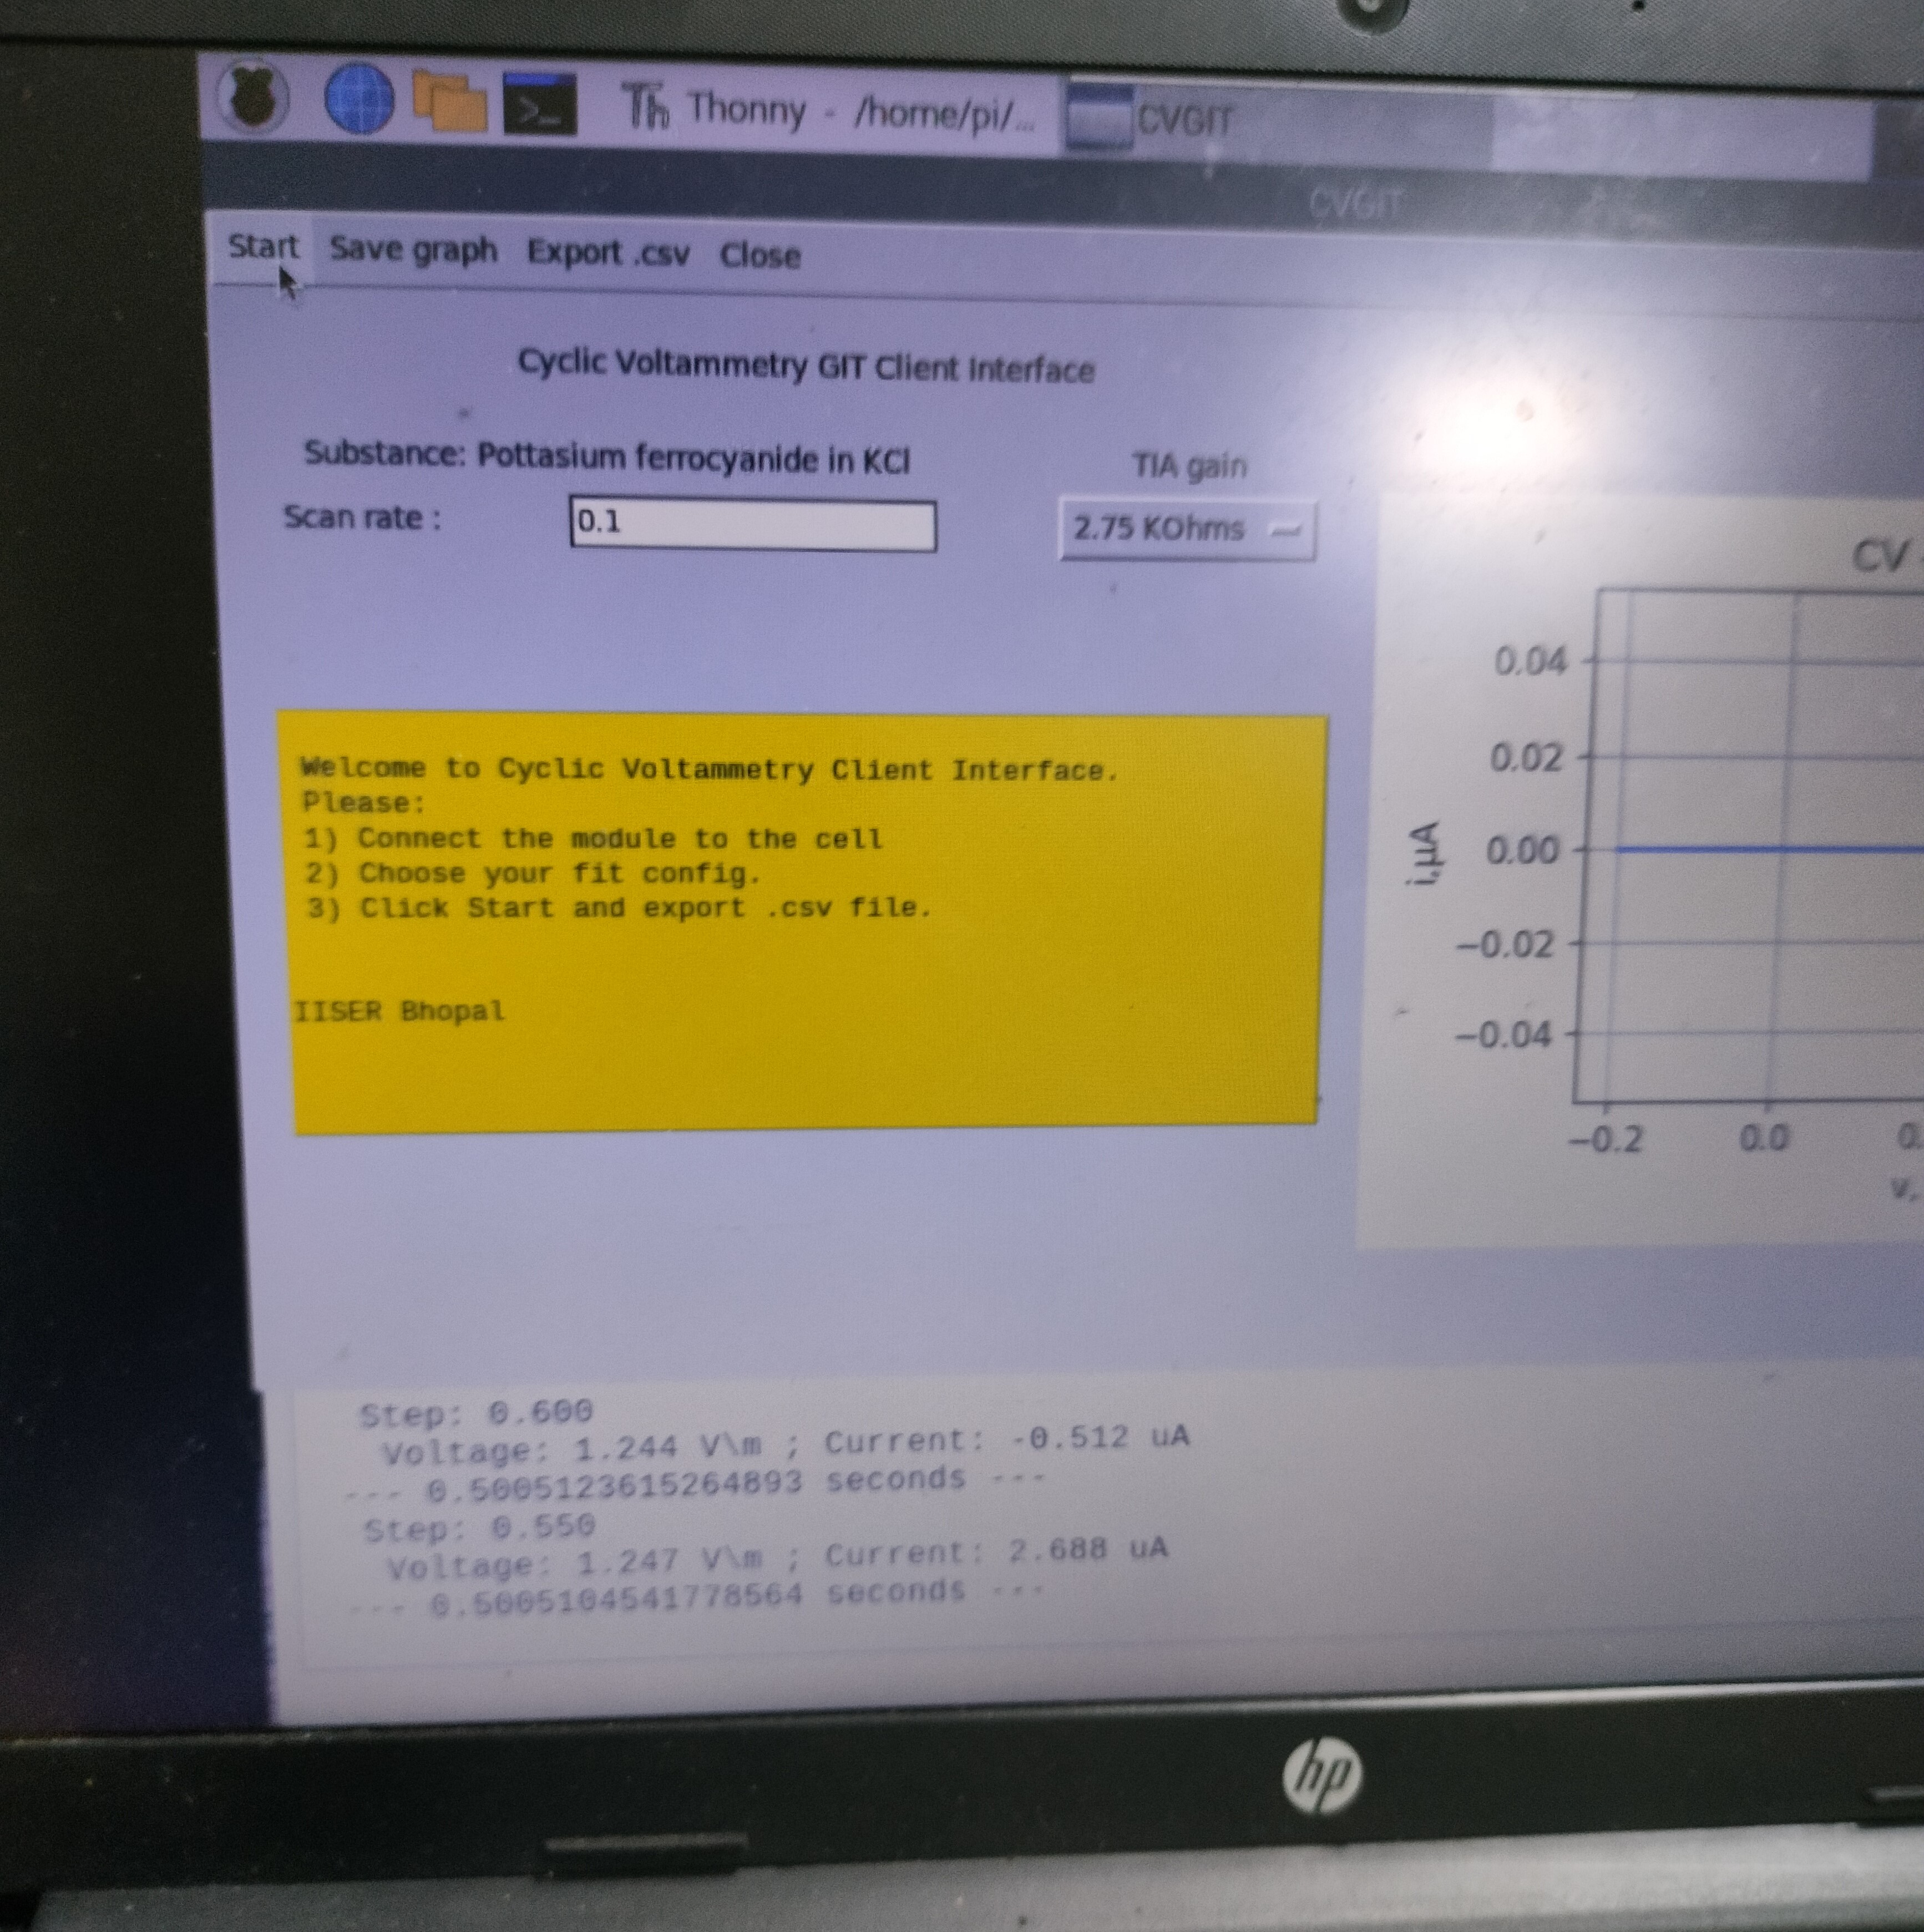 Thonny - /home/pi/...
CVGIT
CVGIT
Start Save graph Export .csv Close
Cyclic Voltammetry GIT Client Interface
Substance: Pottasium ferrocyanide in KCl
TIA gain
Scan rate :
0.1
2.75 KOhms
CV
0.04
0.02
0.00
−0.02
−0.04
i,µA
−0.2
0.0
0.
v,
Welcome to Cyclic Voltammetry Client Interface.
Please:
1) Connect the module to the cell
2) Choose your fit config.
3) Click Start and export .csv file.
IISER Bhopal
Step: 0.600
Voltage: 1.244 V\m ; Current: -0.512 uA
--- 0.5005123615264893 seconds ---
Step: 0.550
Voltage: 1.247 V\m ; Current: 2.688 uA
--- 0.5005104541778564 seconds ---
hp